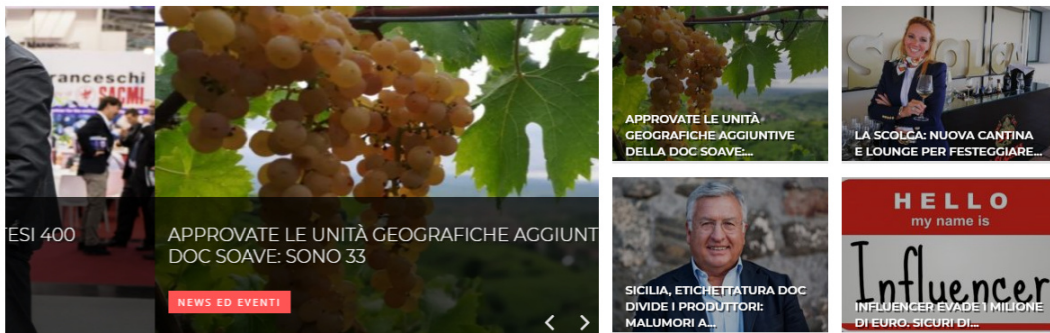 ranceschi
SACMI
TESI 400
APPROVATE LE UNITÀ GEOGRAFICHE AGGIUNT
DOC SOAVE: SONO 33
NEWS ED EVENTI
APPROVATE LE UNITÀ
GEOGRAFICHE AGGIUNTIVE
DELLA DOC SOAVE:...
SCOLCA
LA SCOLCA: NUOVA CANTINA
E LOUNGE PER FESTEGGIARE...
SICILIA, ETICHETTATURA DOC
DIVIDE I PRODUTTORI:
MALUMORI A...
HELLO
my name is
Influencer
INFLUENCER EVADE 1 MILIONE
DI EURO. SICURI DI...